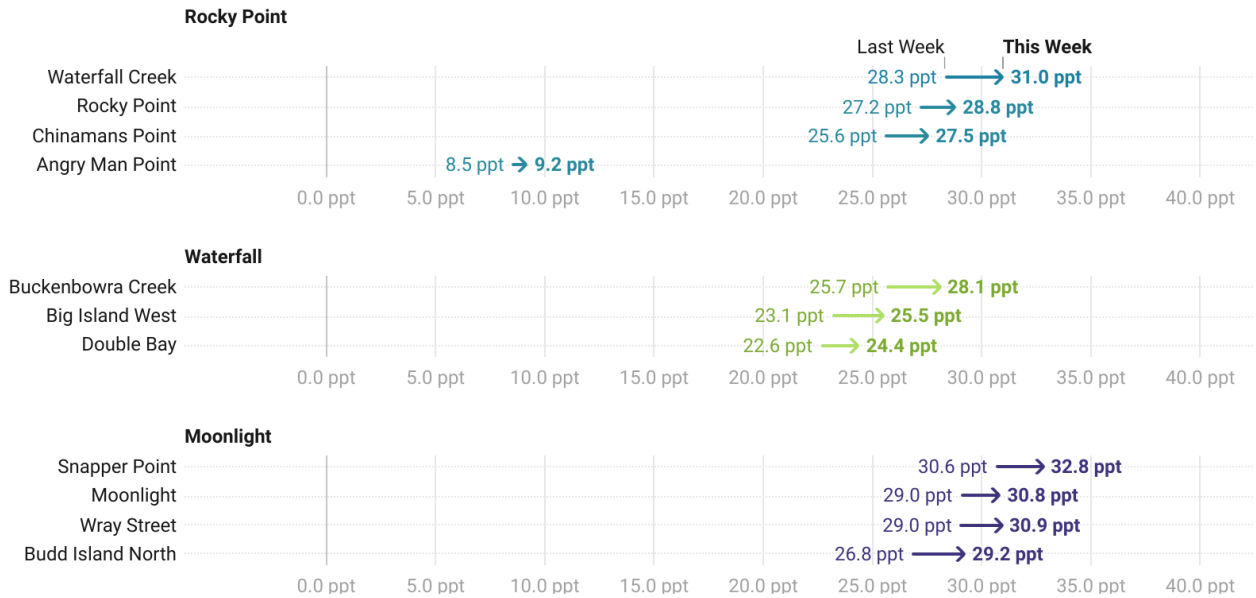 Rocky Point
Last Week This Week
Waterfall Creek 28.3 ppt 31.0 ppt
Rocky Point 27.2 ppt 28.8 ppt
Chinamans Point 25.6 ppt 27.5 ppt
Angry Man Point 8.5 ppt 9.2 ppt
0.0 ppt 5.0 ppt 10.0 ppt 15.0 ppt 20.0 ppt 25.0 ppt 30.0 ppt 35.0 ppt 40.0 ppt
Waterfall
Buckenbowra Creek 25.7 ppt 28.1 ppt
Big Island West 23.1 ppt 25.5 ppt
Double Bay 22.6 ppt 24.4 ppt
0.0 ppt 5.0 ppt 10.0 ppt 15.0 ppt 20.0 ppt 25.0 ppt 30.0 ppt 35.0 ppt 40.0 ppt
Moonlight
Snapper Point 30.6 ppt 32.8 ppt
Moonlight 29.0 ppt 30.8 ppt
Wray Street 29.0 ppt 30.9 ppt
Budd Island North 26.8 ppt 29.2 ppt
0.0 ppt 5.0 ppt 10.0 ppt 15.0 ppt 20.0 ppt 25.0 ppt 30.0 ppt 35.0 ppt 40.0 ppt